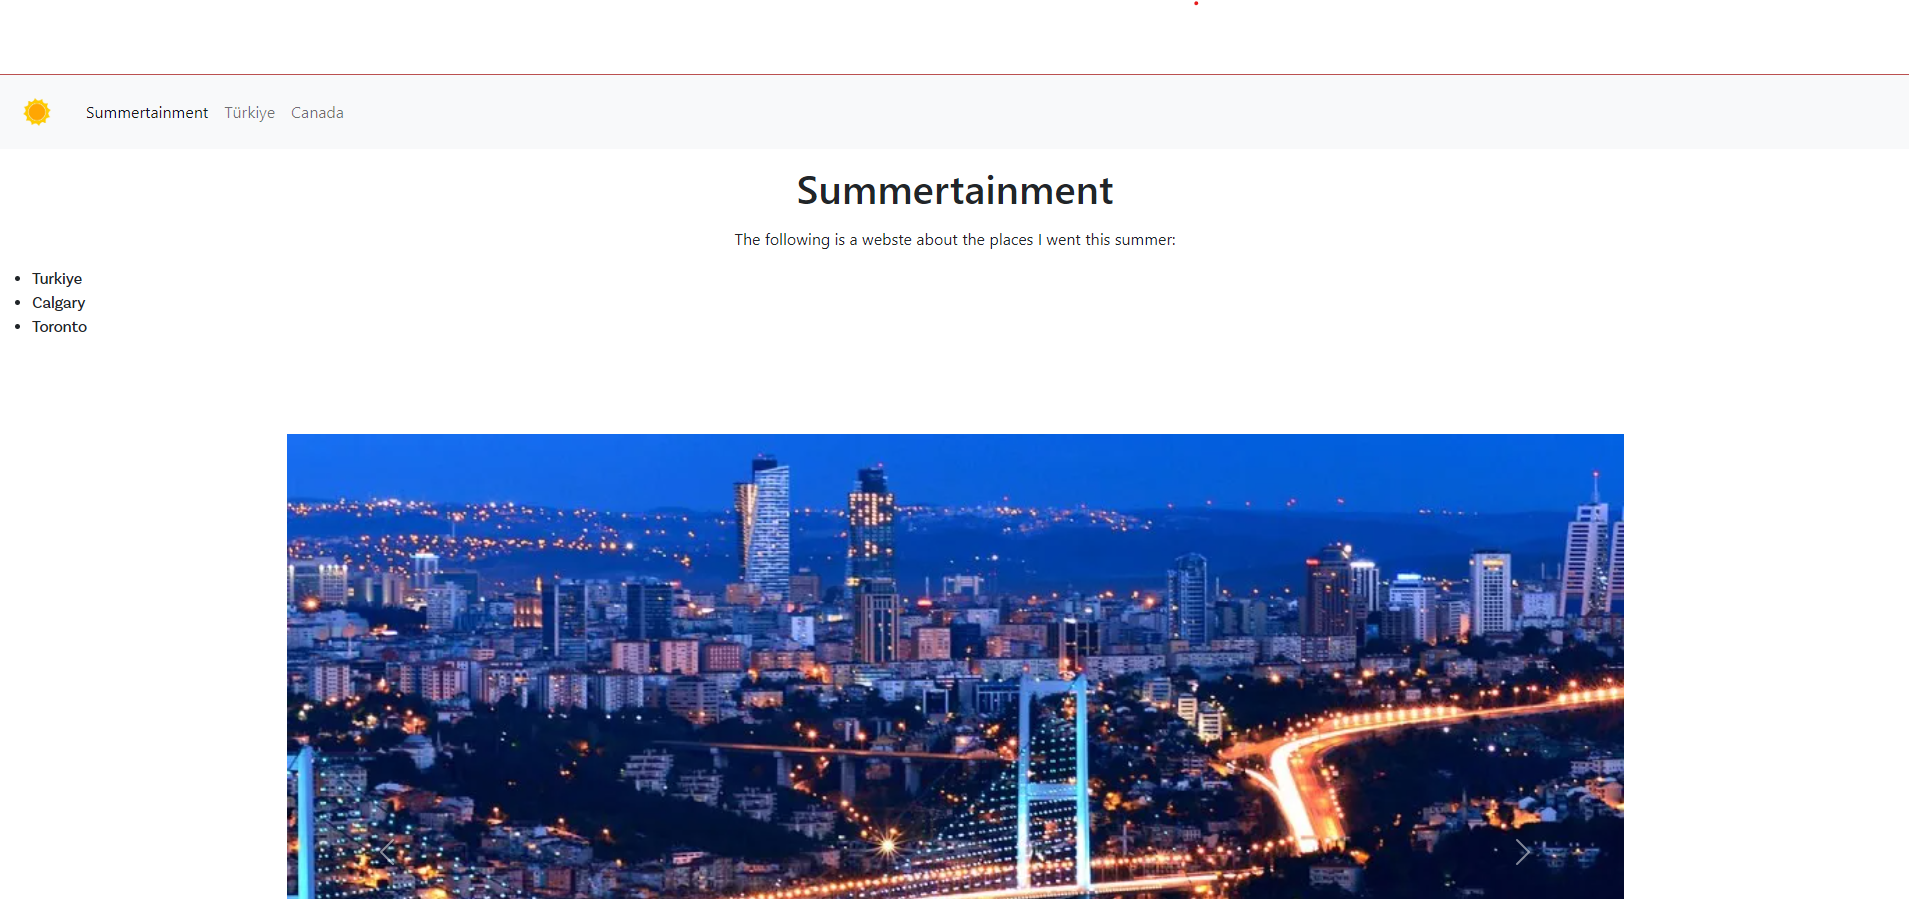 Summertainment Türkiye Canada
Summertainment
The following is a webste about the places I went this summer:
Turkiye
Calgary
Toronto